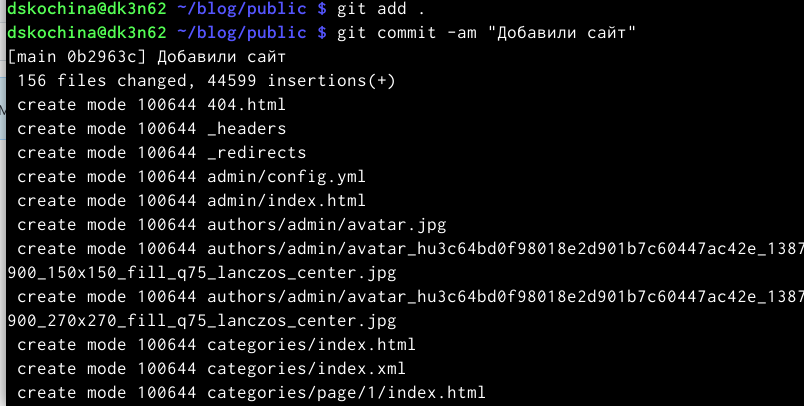 dskochina@dk3n62 ~/blog/public $ git add .
dskochina@dk3n62 ~/blog/public $ git commit -am "Добавили сайт"
[main 0b2963c] Добавили сайт
 156 files changed, 44599 insertions(+)
 create mode 100644 404.html
 create mode 100644 _headers
 create mode 100644 _redirects
 create mode 100644 admin/config.yml
 create mode 100644 admin/index.html
 create mode 100644 authors/admin/avatar.jpg
 create mode 100644 authors/admin/avatar_hu3c64bd0f98018e2d901b7c60447ac42e_1387
900_150x150_fill_q75_lanczos_center.jpg
 create mode 100644 authors/admin/avatar_hu3c64bd0f98018e2d901b7c60447ac42e_1387
900_270x270_fill_q75_lanczos_center.jpg
 create mode 100644 categories/index.html
 create mode 100644 categories/index.xml
 create mode 100644 categories/page/1/index.html